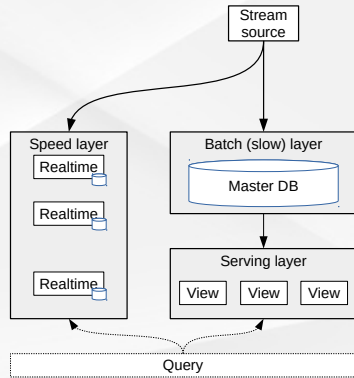 Stream
source
Speed layer
Realtime
Realtime
Realtime
Batch (slow) layer
Master DB
Serving layer
View
View
View
Query